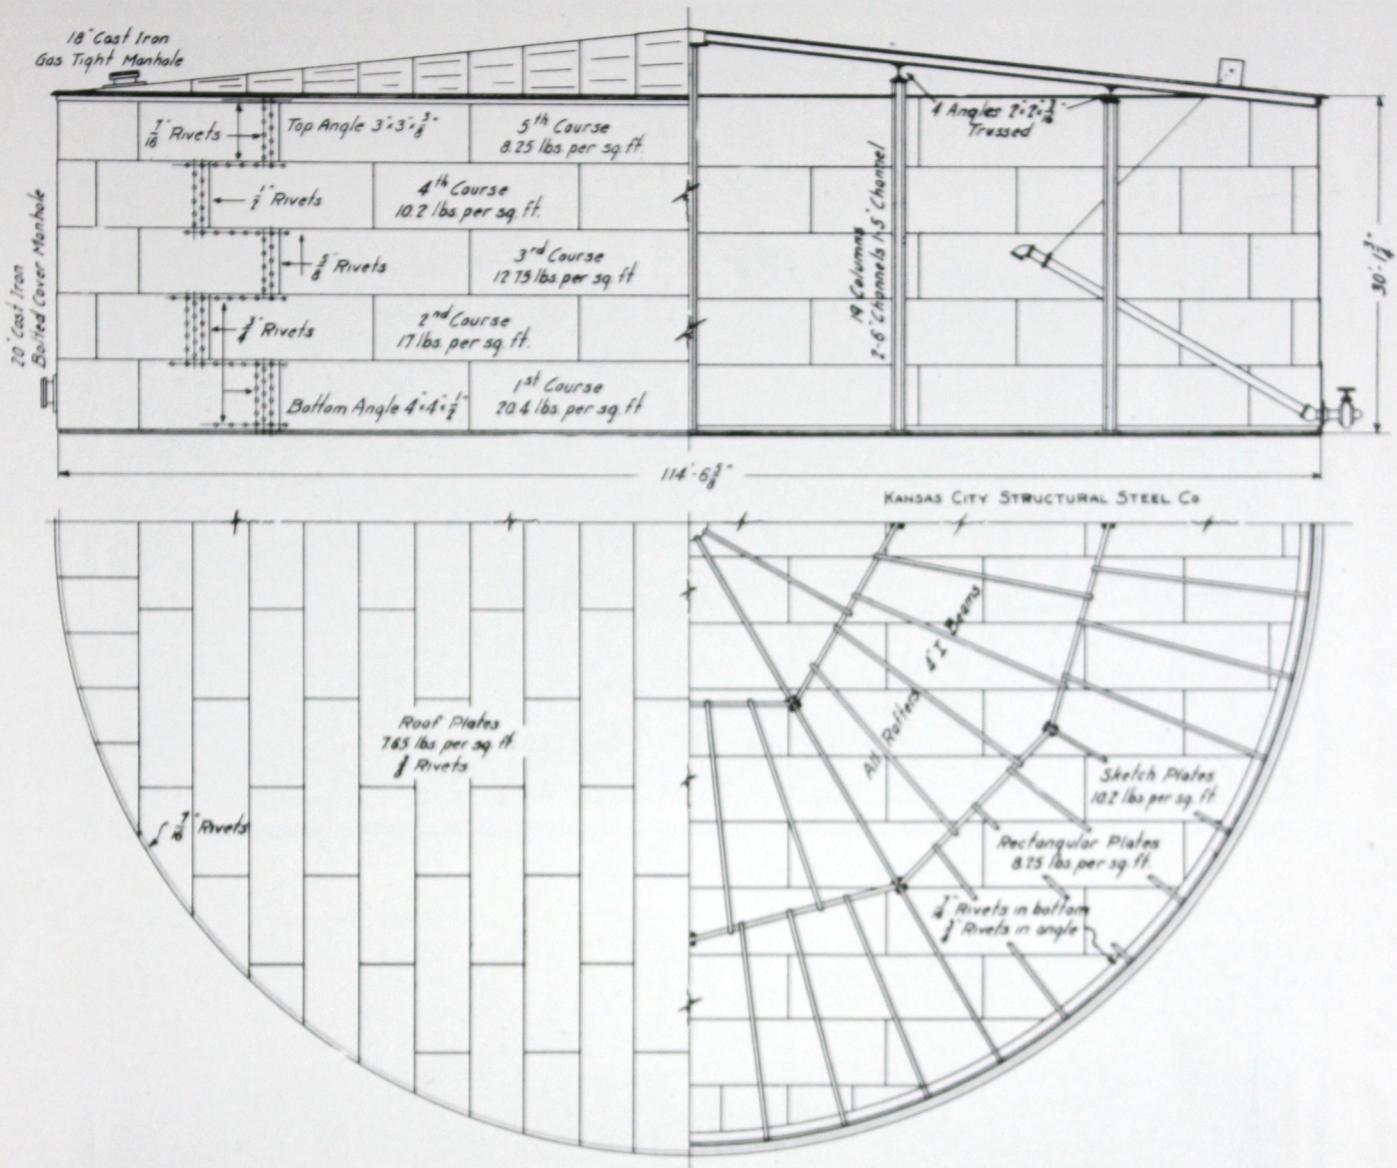 18" Cast Iron
Gas Tight Manhole
7/16" Rivets
Top Angle 3"×3"×3/8"
5th Course
8.25 lbs. per sq. ft.
4 Angles 2"×2"×3/16"
Trussed
1/2" Rivets
4th Course
10.2 lbs. per sq. ft.
20" Cast Iron
Bolted Cover Manhole
5/8" Rivets
3rd Course
12.75 lbs. per sq. ft
19 Columns
2-6" Channels 1-5" Channel
30'-1 3/4"
3/4" Rivets
2nd Course
17 lbs. per sq. ft.
Bottom Angle 4"×4"×1/2"
1st Course
20.4 lbs. per sq. ft
114'-6 5/8"
KANSAS CITY STRUCTURAL STEEL CO
All Rafters 4" I Beams
Roof Plates
7.65 lbs per sq. ft.
Rivets
7/16" Rivets
Sketch Plates
10.2 lbs. per sq. ft.
Rectangular Plates
8.25 lbs. per sq. ft.
Rivets in bottom
Rivets in angle